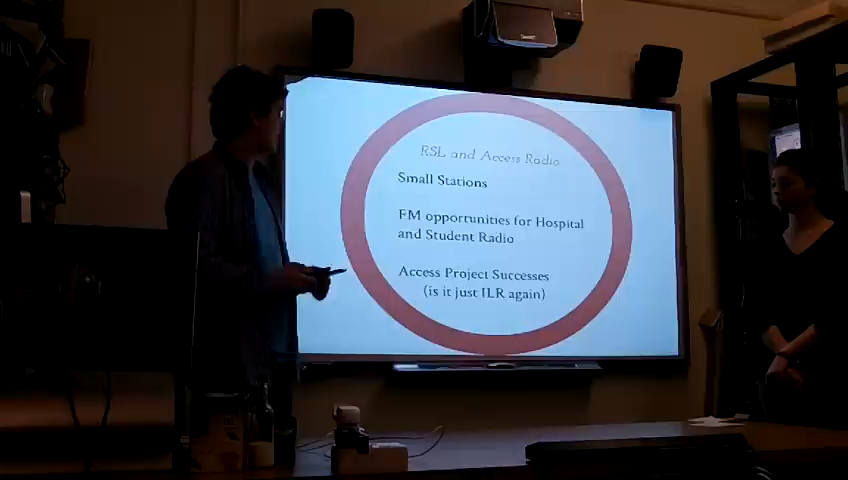 RSL and Access Radio
Small Stations
FM opportunities for Hospital
and Student Radio
Access Project Successes
(is it just ILR again)